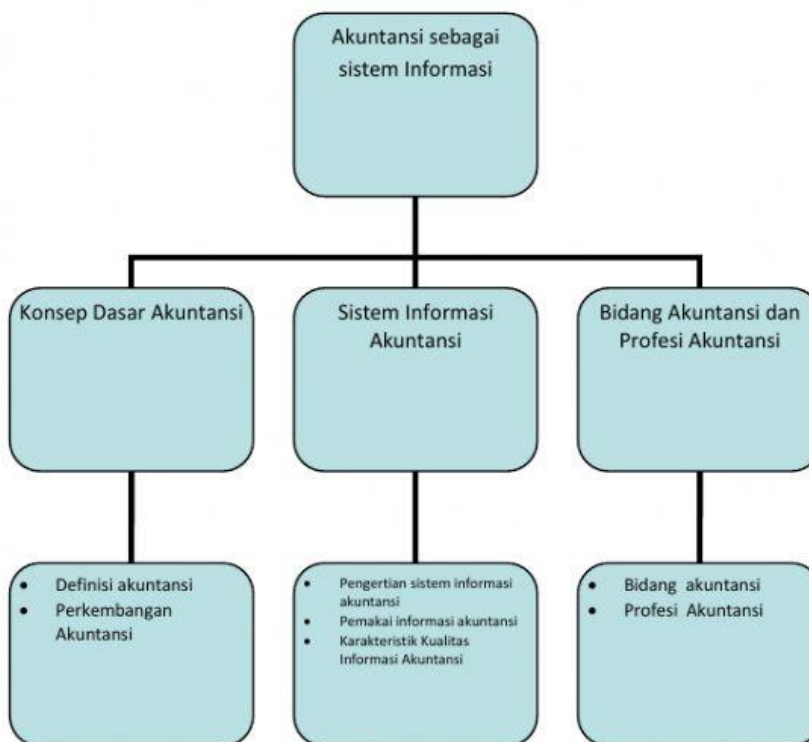 Akuntansi sebagai
sistem Informasi
Konsep Dasar Akuntansi
Sistem Informasi
Akuntansi
Bidang Akuntansi dan
Profesi Akuntansi
• Definisi akuntansi
• Perkembangan
Akuntansi
• Pengertian sistem informasi
akuntansi
• Pemakai informasi akuntansi
• Karakteristik Kualitas
Informasi Akuntansi
• Bidang akuntansi
• Profesi Akuntansi